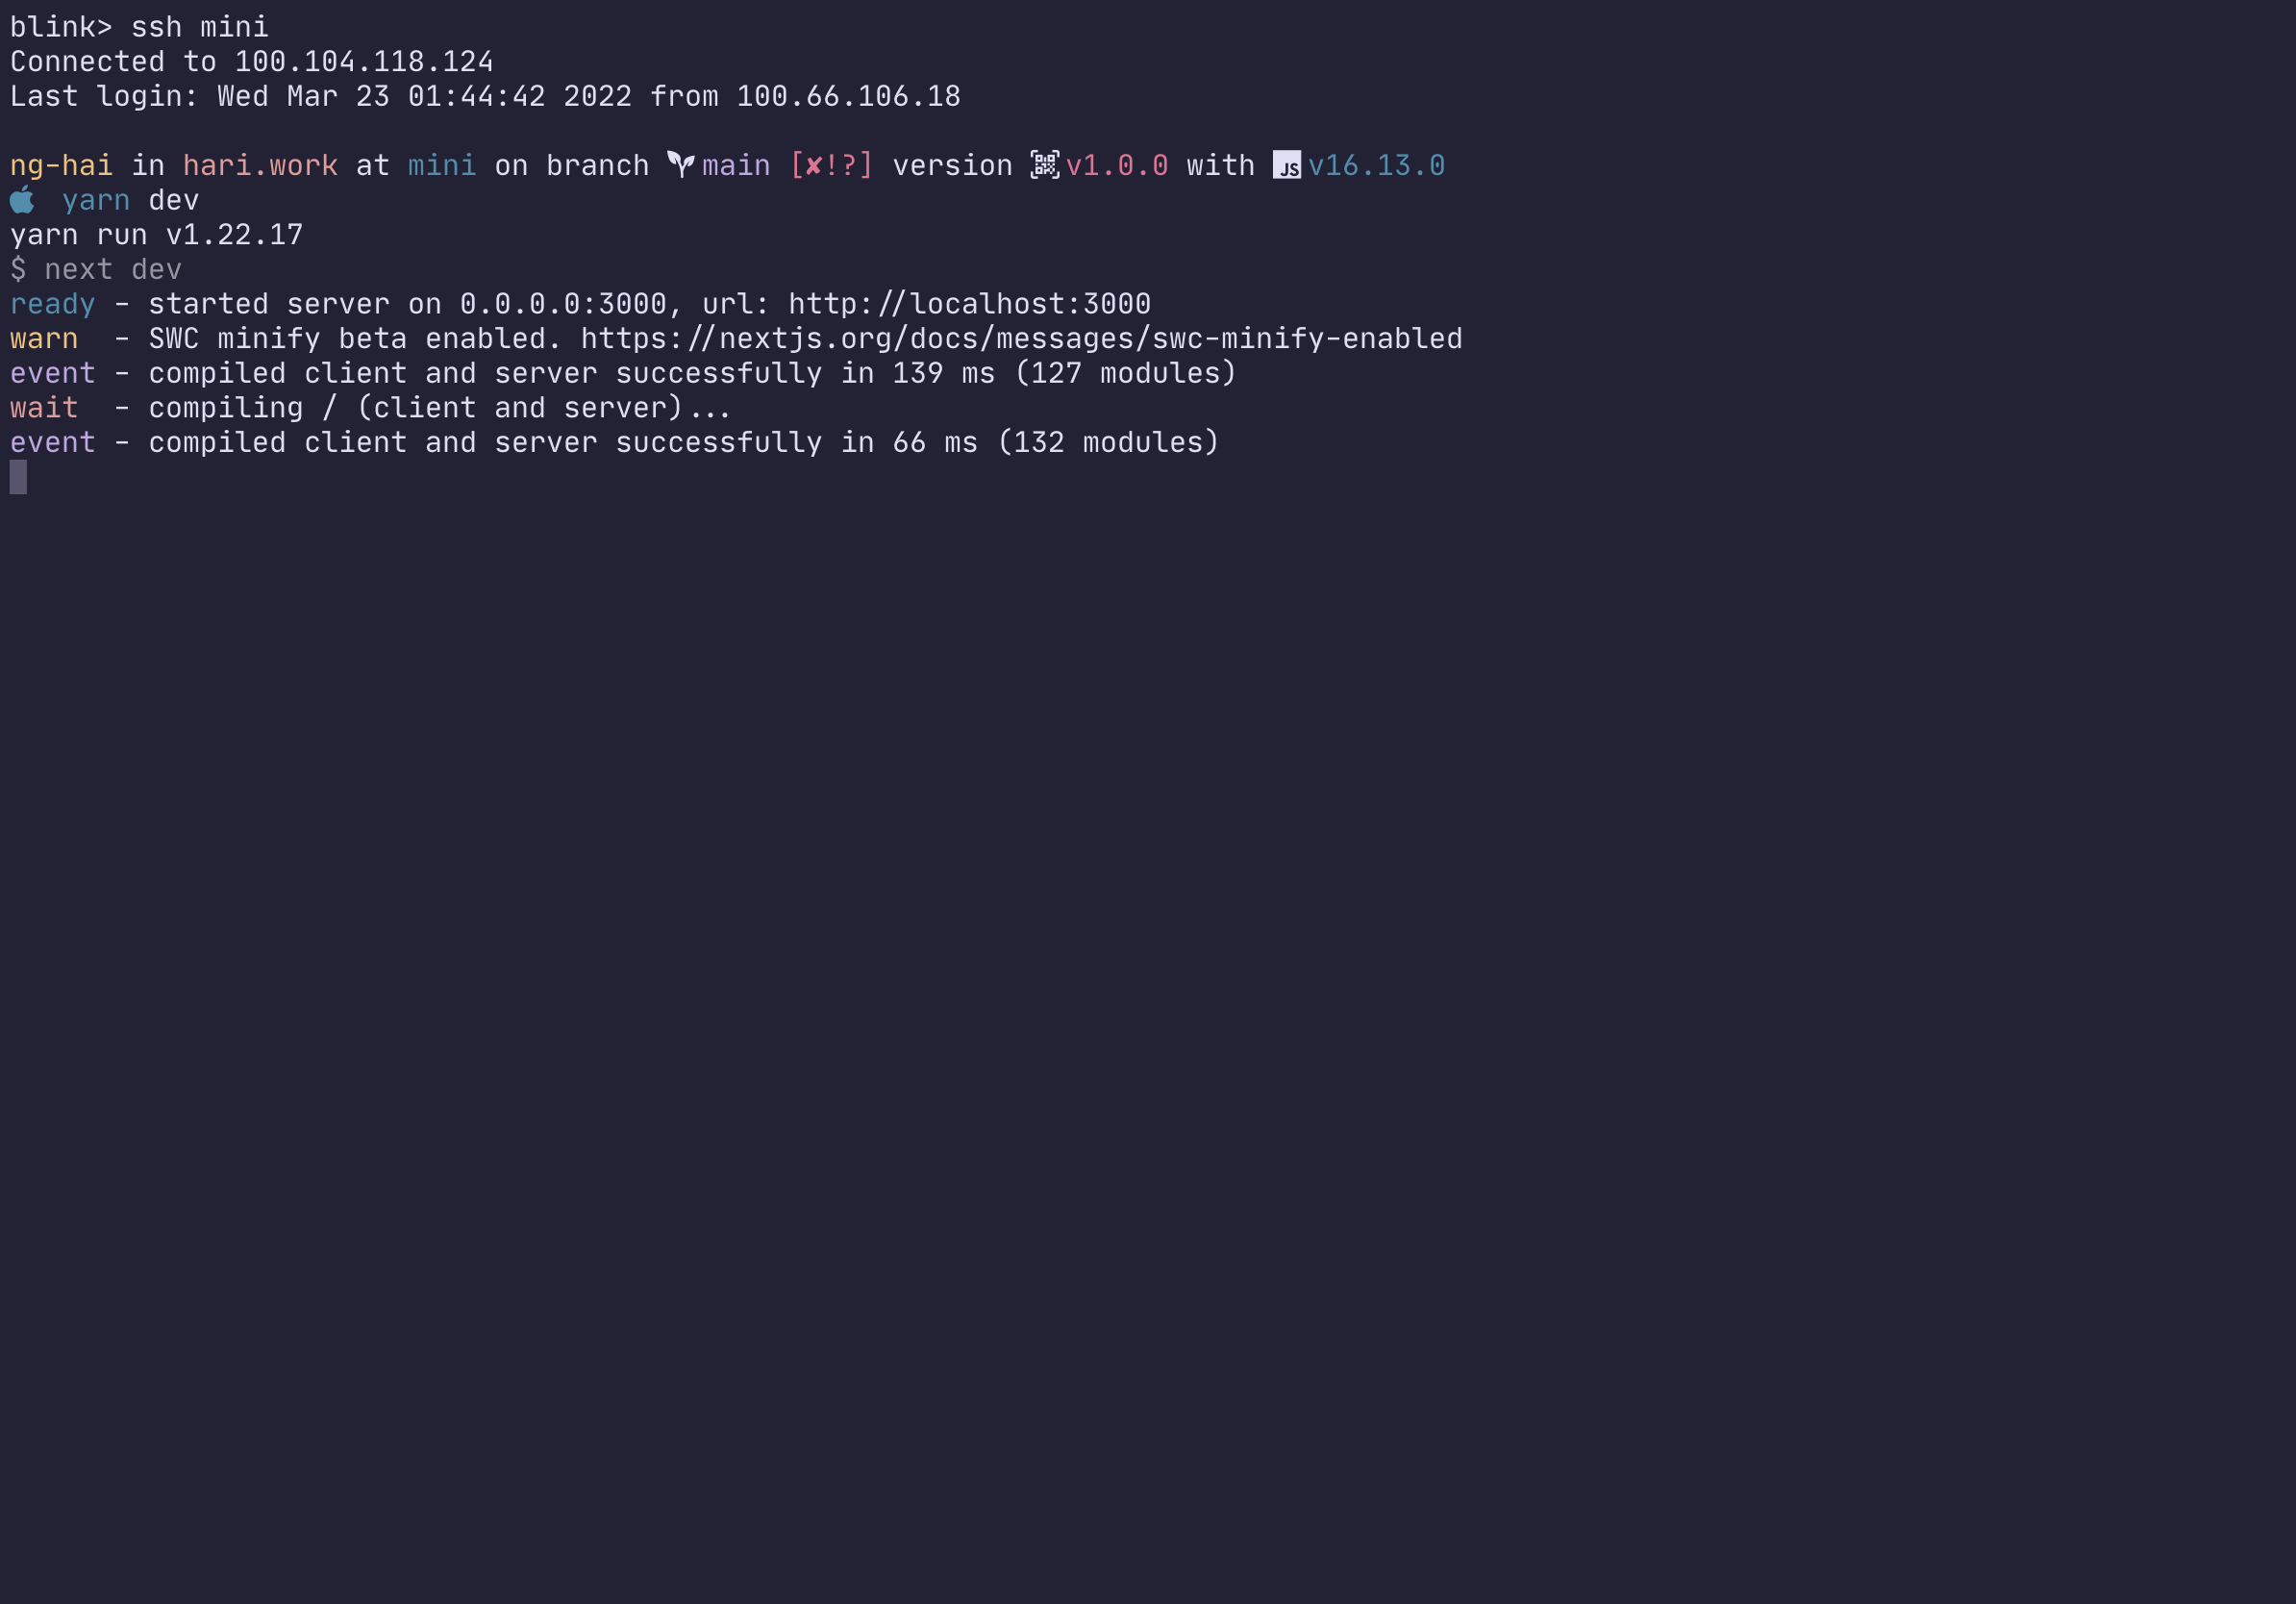 blink> ssh mini
Connected to 100.104.118.124
Last login: Wed Mar 23 01:44:42 2022 from 100.66.106.18
ng-hai in hari.work at mini on branch main [✘!?] version v1.0.0 with JS v16.13.0
yarn dev
yarn run v1.22.17
$ next dev
ready - started server on 0.0.0.0:3000, url: http://localhost:3000
warn  - SWC minify beta enabled. https://nextjs.org/docs/messages/swc-minify-enabled
event - compiled client and server successfully in 139 ms (127 modules)
wait  - compiling / (client and server)...
event - compiled client and server successfully in 66 ms (132 modules)